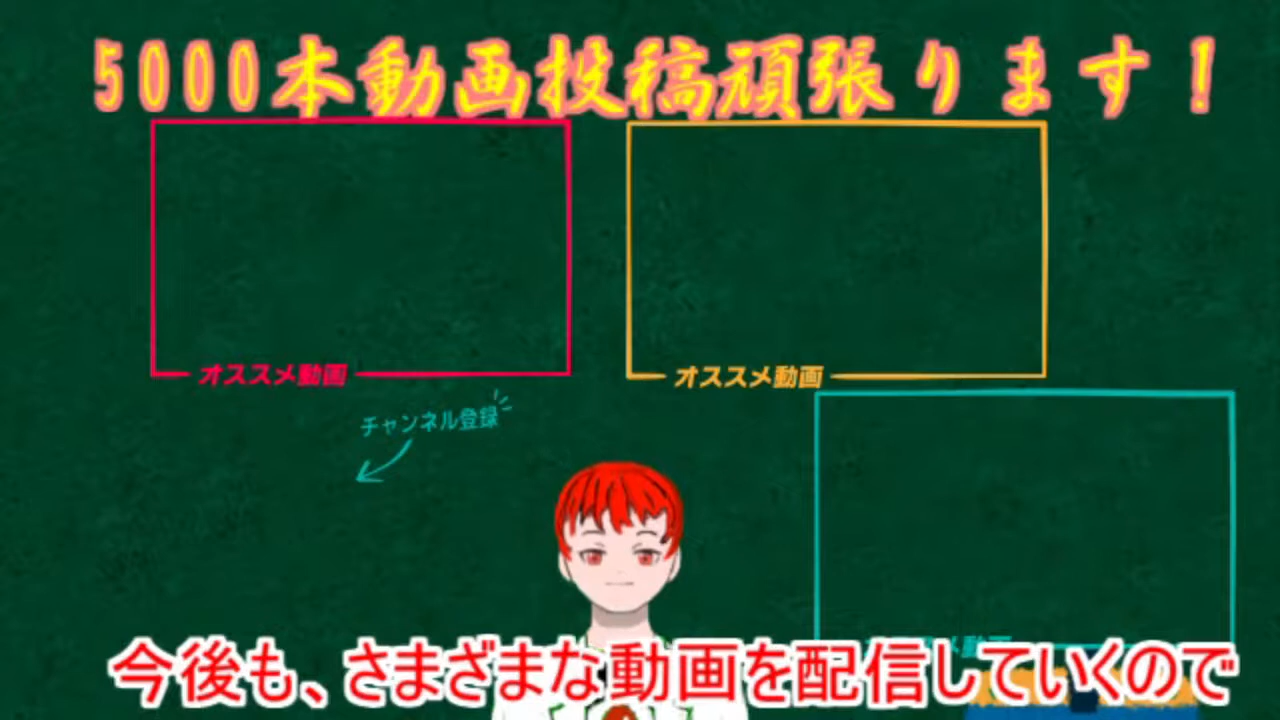 5000本動画投稿頑張ります！
オススメ動画
オススメ動画
チャンネル登録
今後も、さまざまな動画を配信していくので